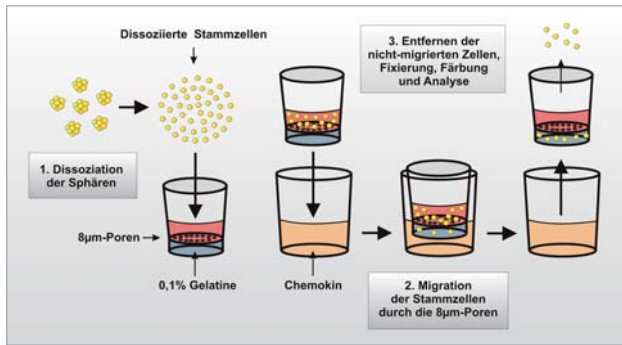 Dissoziierte Stammzellen
3. Entfernen der
nicht-migrierten Zellen,
Fixierung, Färbung
und Analyse
1. Dissoziation
der Sphären
8µm-Poren
0,1% Gelatine
Chemokin
2. Migration
der Stammzellen
durch die 8µm-Poren